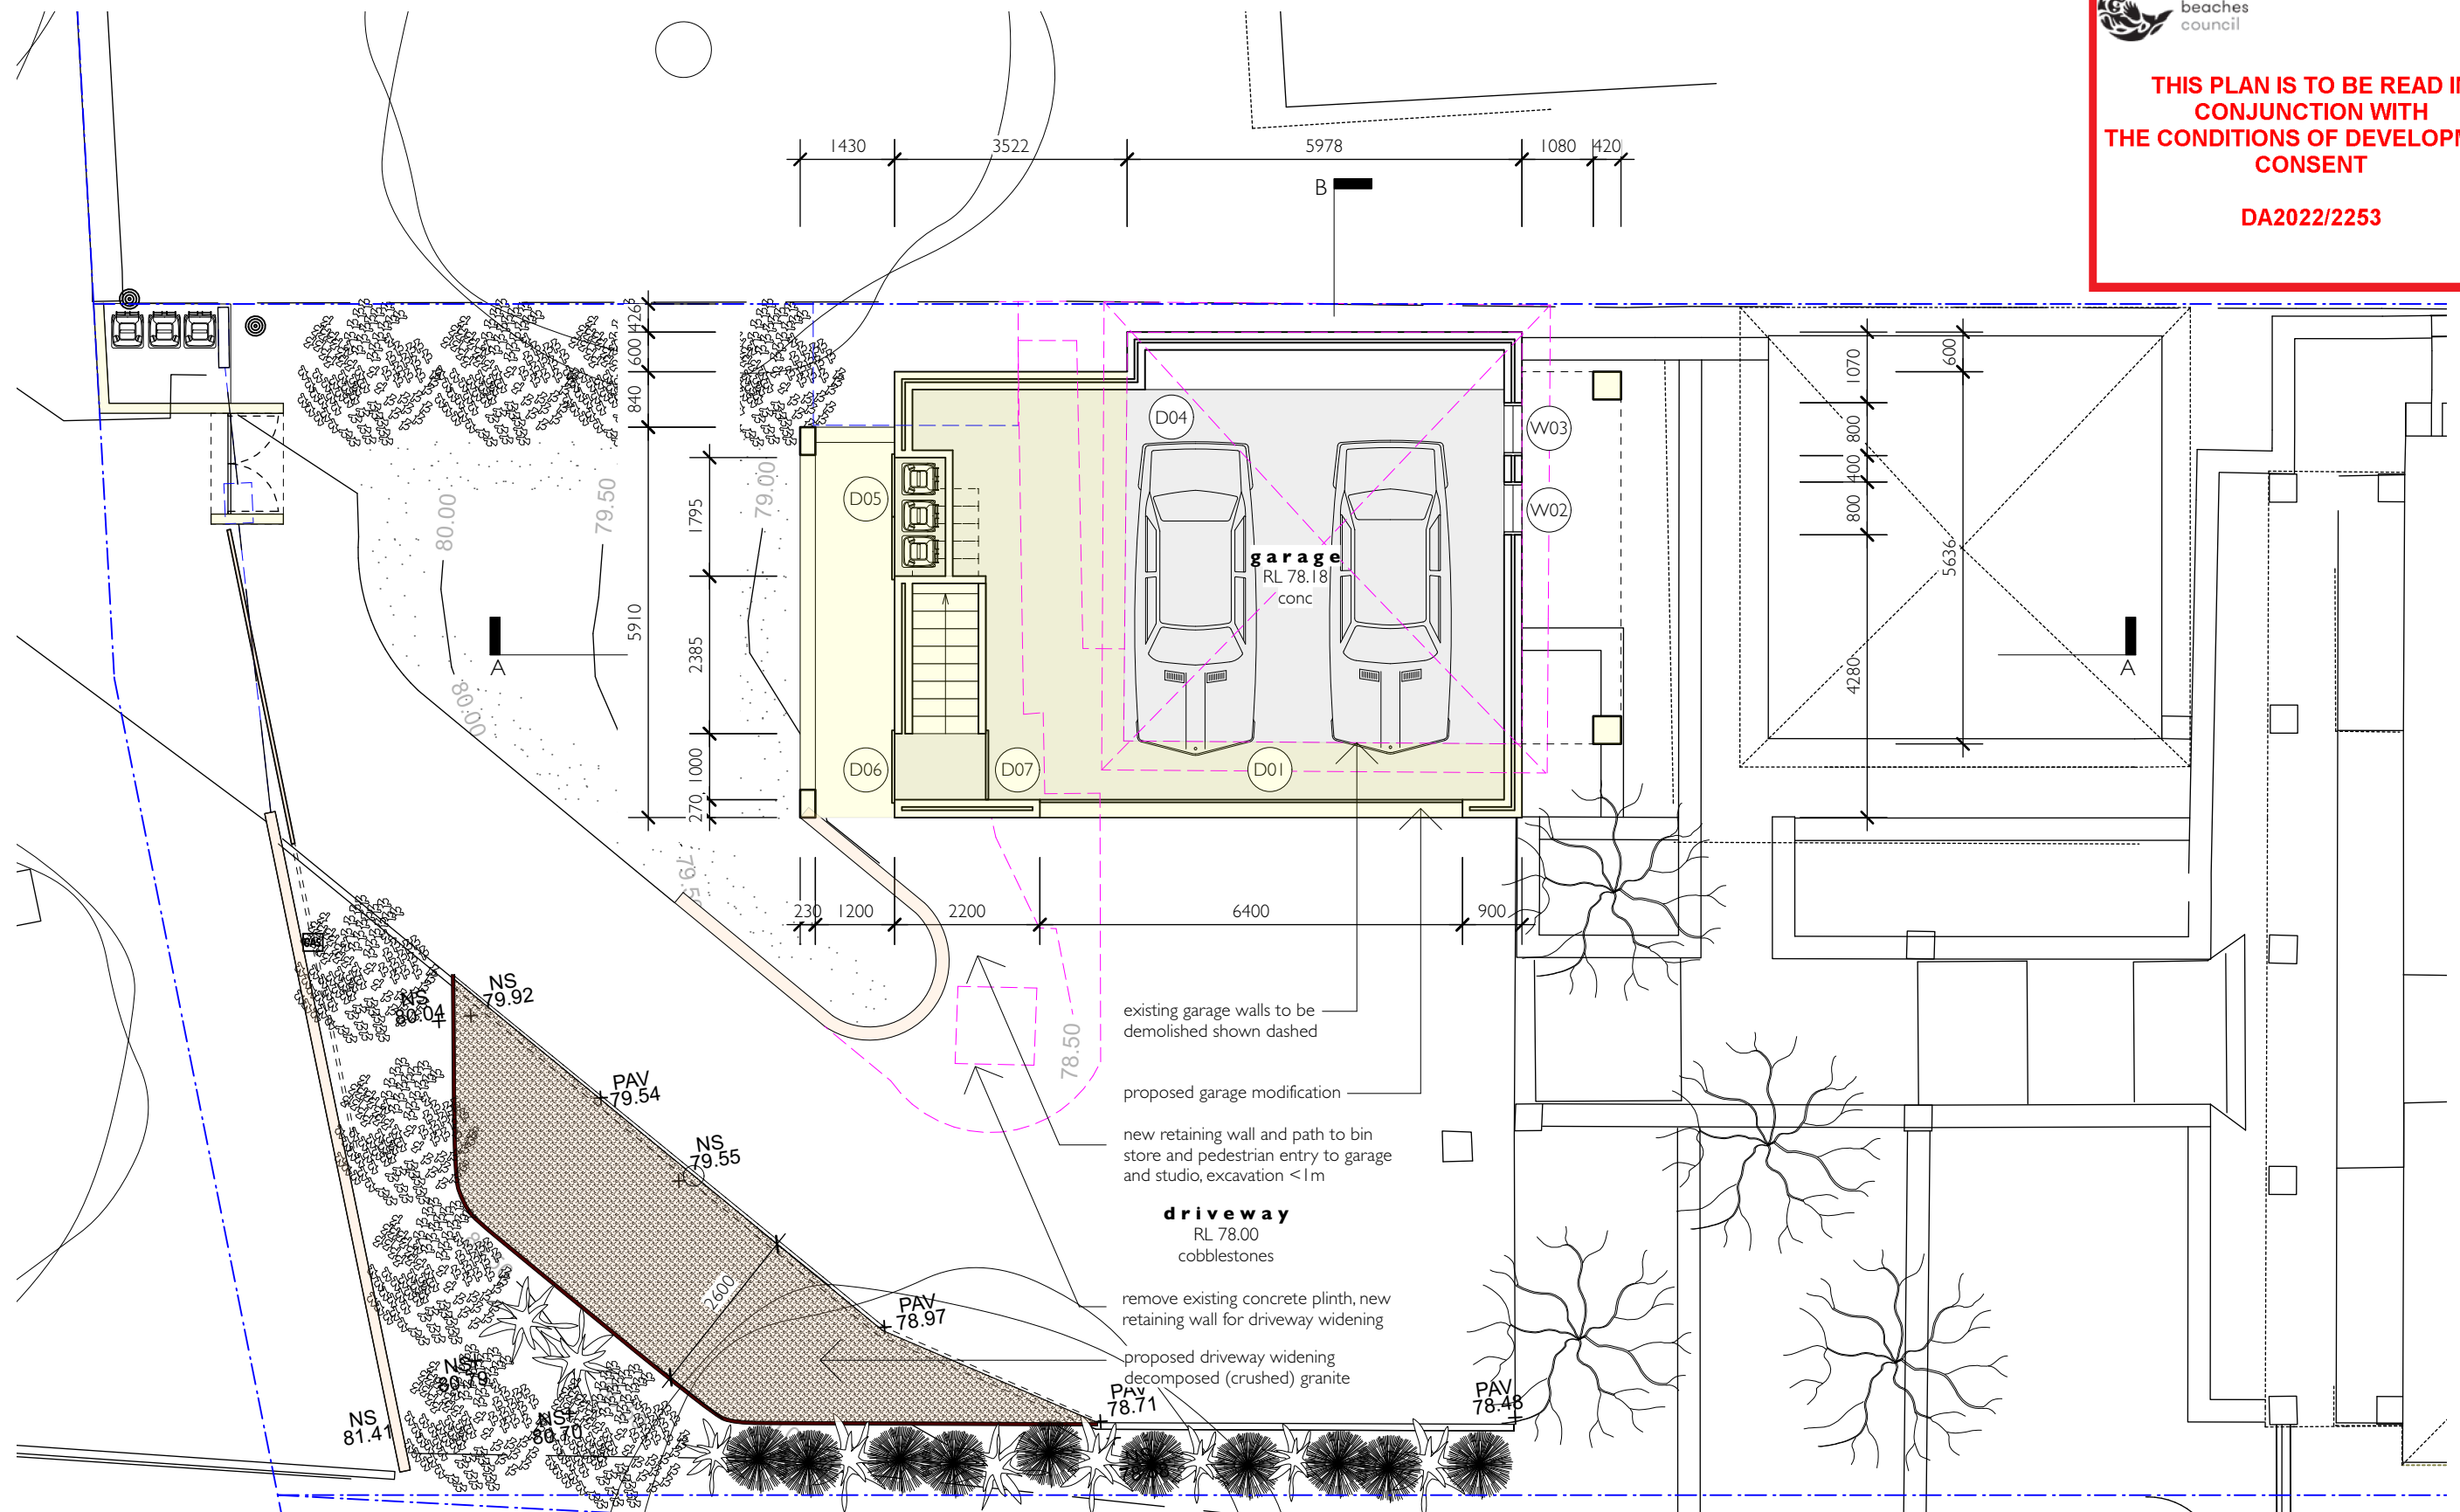 beaches
council
THIS PLAN IS TO BE READ
CONJUNCTION WITH
THE CONDITIONS OF
CONSENT
DA2022/2253
1430 3522 5978 1080 420
B
426
600
840
5910
1795
2385
1000
270
1070
800
400
800
4280
600
5636
D04
W03
D05
W02
garage
RL 78.18
conc
80.00
79.50
79.00
80.00
A
A
D06
D07
D01
230 1200 2200 6400 900
GAS
NS
79.92
NS
80.04
78.50
existing garage walls to be
demolished shown dashed
PAV
79.54
proposed garage modification
NS
79.55
new retaining wall and path to bin
store and pedestrian entry to garage
and studio, excavation <1m
driveway
RL 78.00
cobblestones
2600
PAV
78.97
remove existing concrete plinth, new
retaining wall for driveway widening
proposed driveway widening
decomposed (crushed) granite
PAV
78.71
PAV
78.48
NS
80.79
NS
81.41
NS
80.70